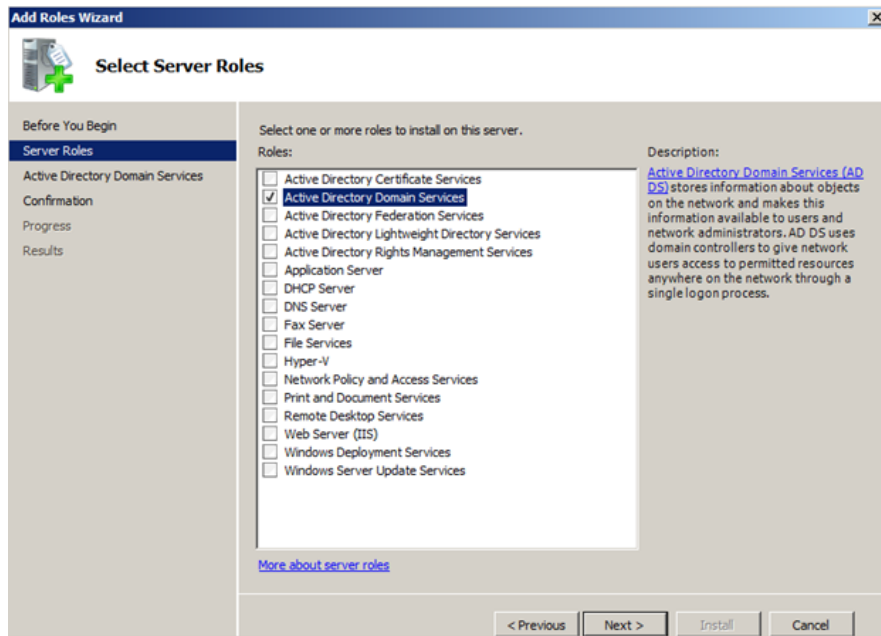 Add Roles Wizard
Select Server Roles
Before You Begin
Server Roles
Active Directory Domain Services
Confirmation
Progress
Results
Select one or more roles to install on this server.
Roles:
Active Directory Certificate Services
Active Directory Domain Services
Active Directory Federation Services
Active Directory Lightweight Directory Services
Active Directory Rights Management Services
Application Server
DHCP Server
DNS Server
Fax Server
File Services
Hyper-V
Network Policy and Access Services
Print and Document Services
Remote Desktop Services
Web Server (IIS)
Windows Deployment Services
Windows Server Update Services
More about server roles
Description:
Active Directory Domain Services (AD
DS) stores information about objects
on the network and makes this
information available to users and
network administrators. AD DS uses
domain controllers to give network
users access to permitted resources
anywhere on the network through a
single logon process.
< Previous
Next >
Install
Cancel